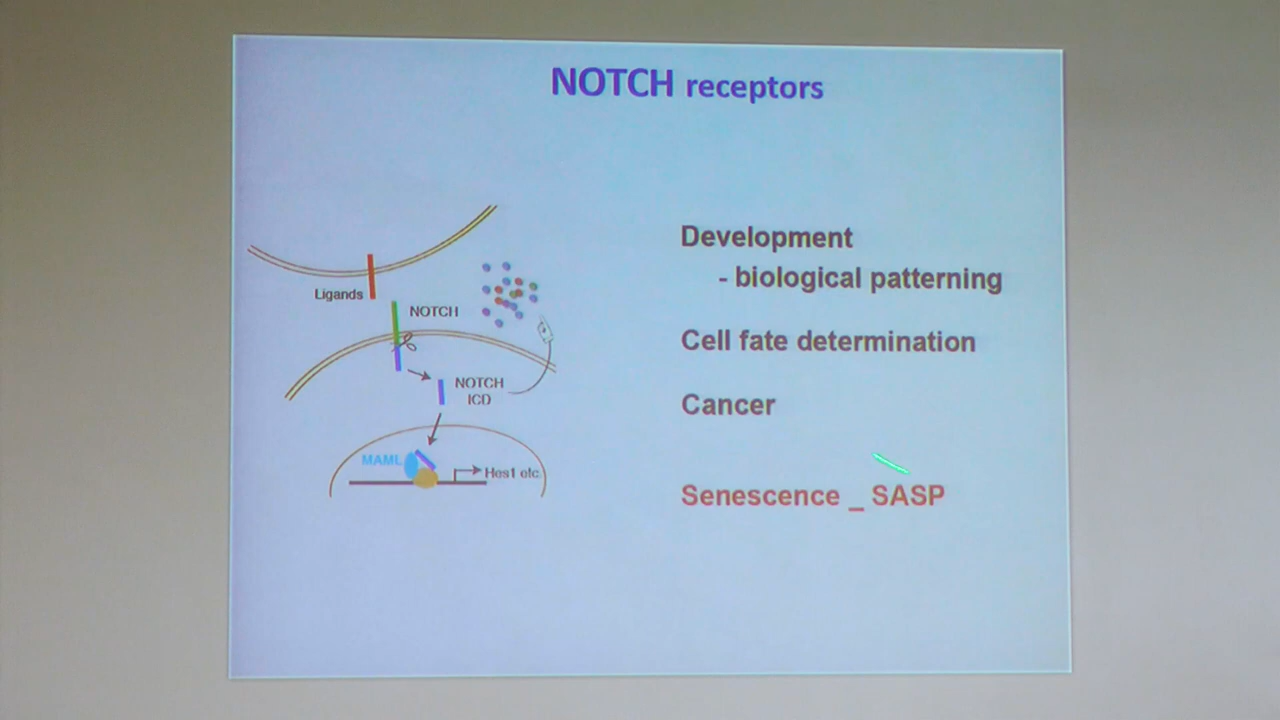 NOTCH receptors
Ligands
NOTCH
NOTCH
ICD
MAML
Hes1 etc.
Development
- biological patterning
Cell fate determination
Cancer
Senescence _ SASP